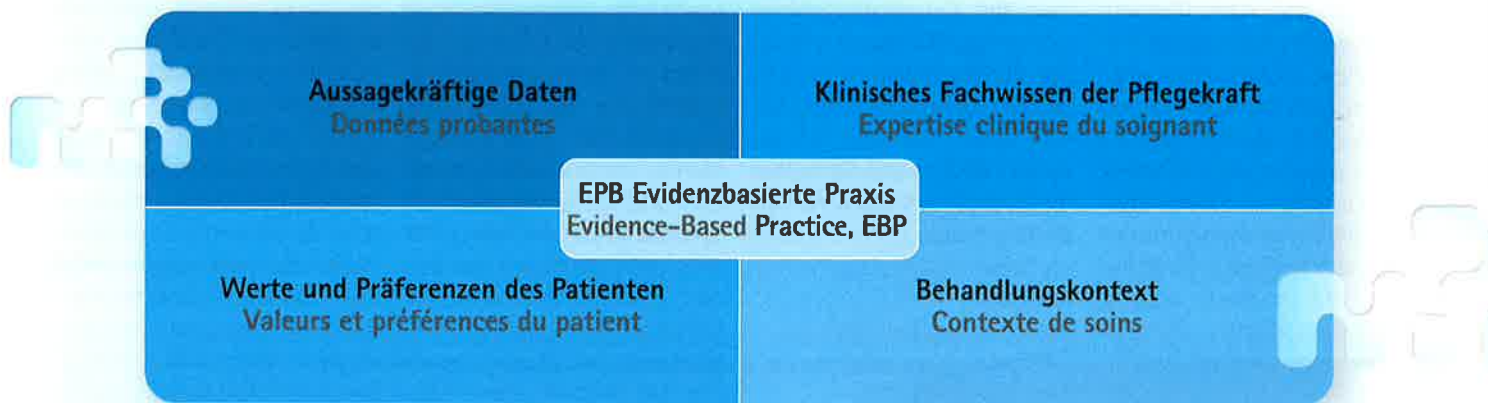 Aussagekräftige Daten
Données probantes
Klinisches Fachwissen der Pflegekraft
Expertise clinique du soignant
EPB Evidenzbasierte Praxis
Evidence-Based Practice, EBP
Werte und Präferenzen des Patienten
Valeurs et préférences du patient
Behandlungskontext
Contexte de soins